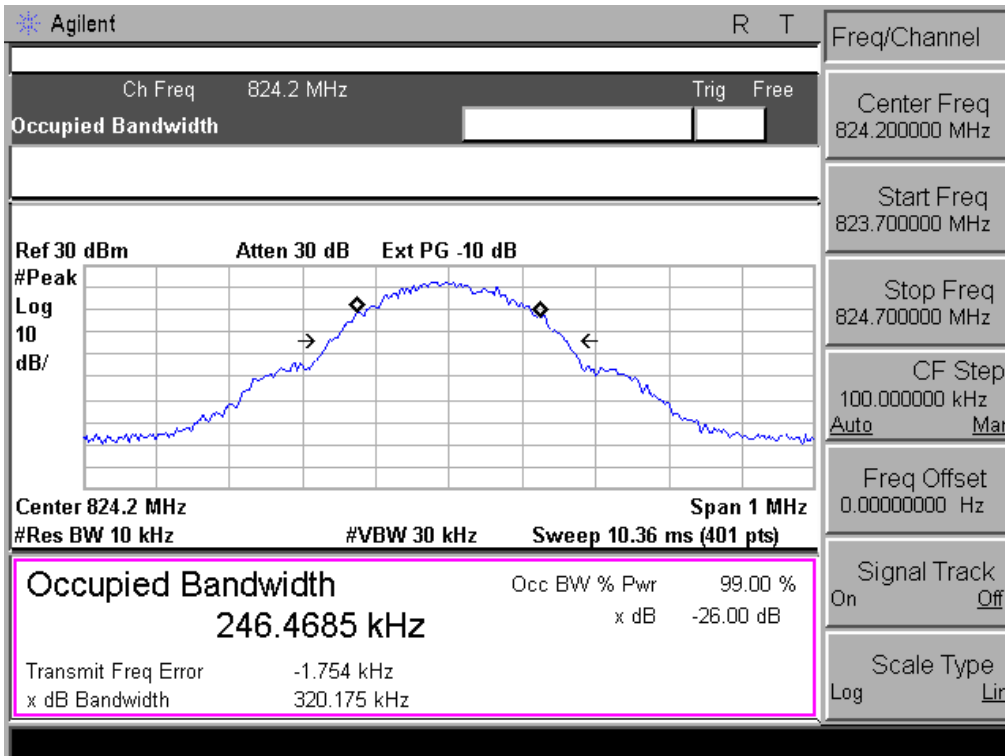 Agilent R T
Ch Freq 824.2 MHz Trig Free
Occupied Bandwidth
Ref 30 dBm Atten 30 dB Ext PG -10 dB
#Peak
Log
10
dB/
Center 824.2 MHz Span 1 MHz
#Res BW 10 kHz #VBW 30 kHz Sweep 10.36 ms (401 pts)
Occupied Bandwidth
246.4685 kHz
Occ BW % Pwr 99.00 %
x dB -26.00 dB
Transmit Freq Error -1.754 kHz
x dB Bandwidth 320.175 kHz
Freq/Channel
Center Freq
824.200000 MHz
Start Freq
823.700000 MHz
Stop Freq
824.700000 MHz
CF Step
100.000000 kHz
Auto Man
Freq Offset
0.00000000 Hz
Signal Track
On Off
Scale Type
Log Lin